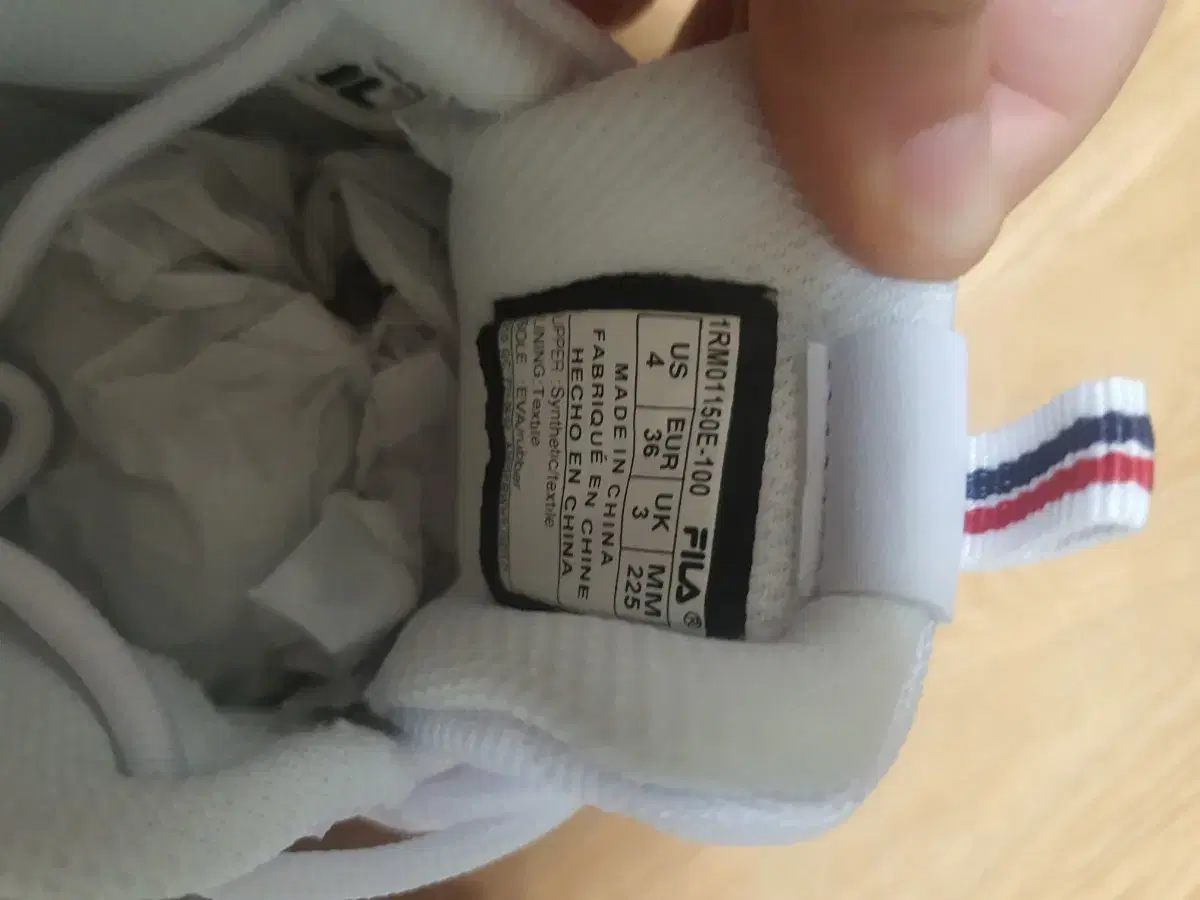 1RM01150E-100 FILA®
US EUR UK MM
4 36 3 225
MADE IN CHINA
FABRIQUÉ EN CHINE
HECHO EN CHINA
UPPER :Synthetic/textile
LINING:Textile
SOLE :EVA/rubber